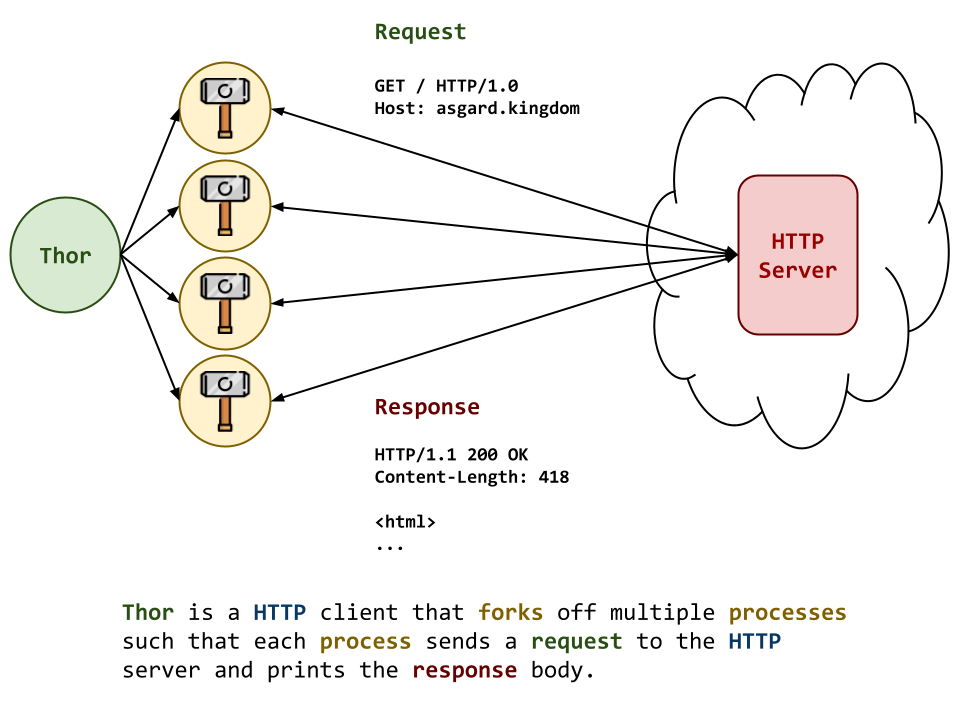 Request
GET / HTTP/1.0
Host: asgard.kingdom
Thor
HTTP
Server
Response
HTTP/1.1 200 OK
Content-Length: 418
<html>
...
Thor is a HTTP client that forks off multiple processes
such that each process sends a request to the HTTP
server and prints the response body.